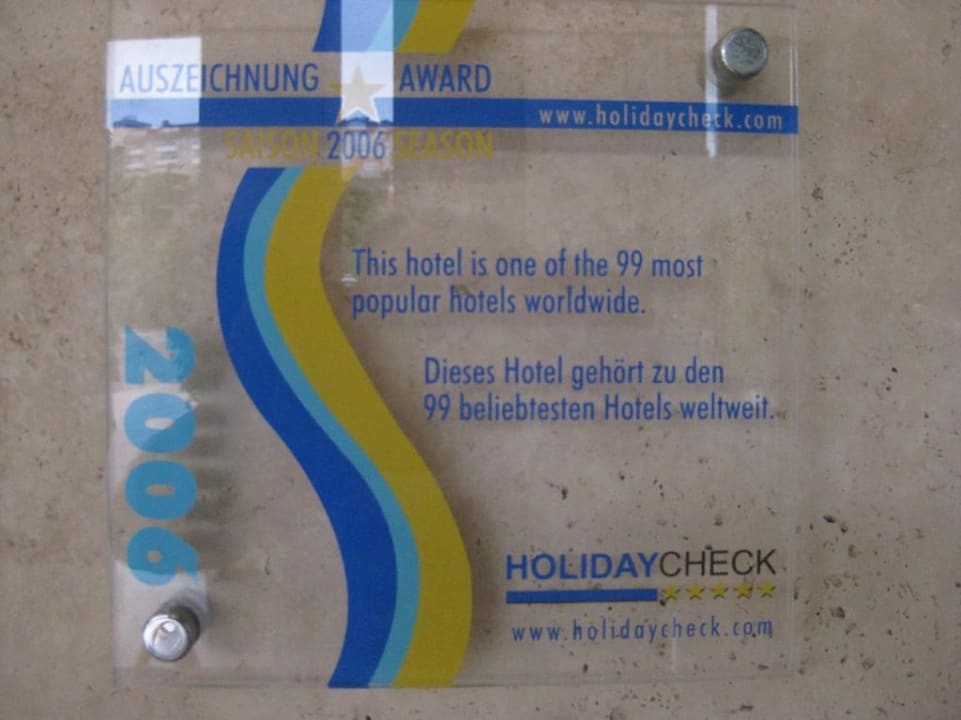 AUSZEICHNUNG AWARD
www.holidaycheck.com
SAISON 2006 SEASON
This hotel is one of the 99 most
popular hotels worldwide.
Dieses Hotel gehört zu den
99 beliebtesten Hotels weltweit.
2006
HOLIDAYCHECK
www.holidaycheck.com